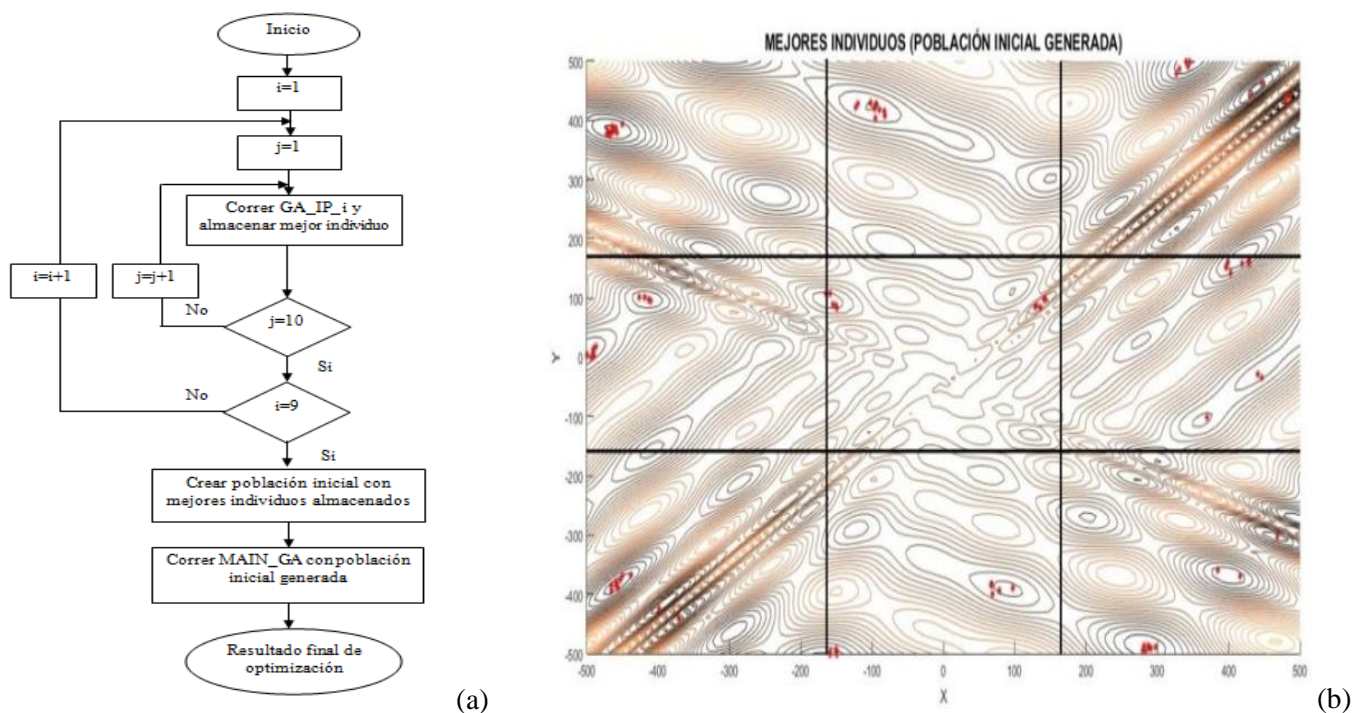 Inicio
i=1
j=1
Correr GA_IP_i y
almacenar mejor individuo
i=i+1
j=j+1
No
j=10
Si
No
i=9
Si
Crear población inicial con
mejores individuos almacenados
Correr MAIN_GA con población
inicial generada
Resultado final de
optimización
(a)
MEJORES INDIVIDUOS (POBLACIÓN INICIAL GENERADA)
500
400
300
200
100
0
-100
-200
-300
-400
-500
Y
-500
-400
-300
-200
-100
0
100
200
300
400
500
X
(b)